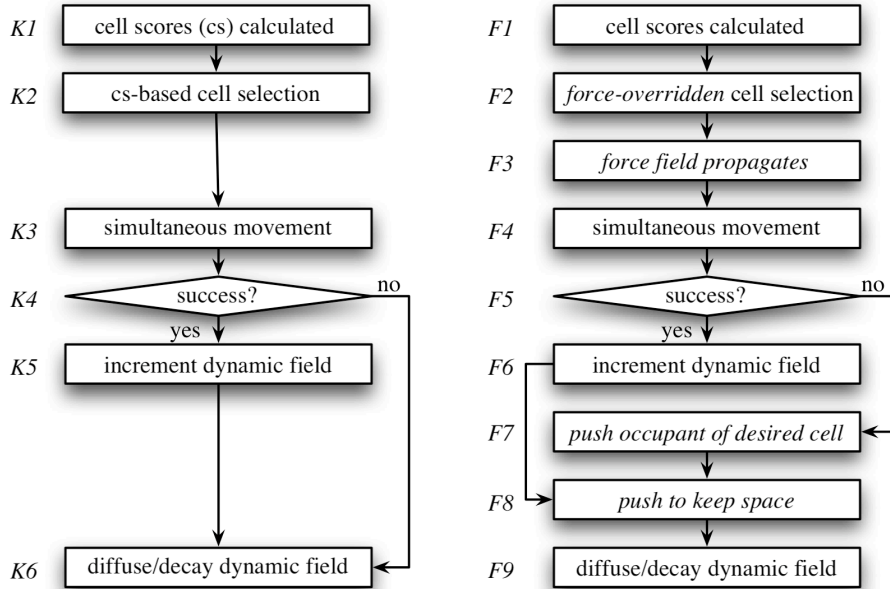 K1 cell scores (cs) calculated
K2 cs-based cell selection
K3 simultaneous movement
K4 success? no
yes
K5 increment dynamic field
K6 diffuse/decay dynamic field
F1 cell scores calculated
F2 force-overridden cell selection
F3 force field propagates
F4 simultaneous movement
F5 success? no
yes
F6 increment dynamic field
F7 push occupant of desired cell
F8 push to keep space
F9 diffuse/decay dynamic field